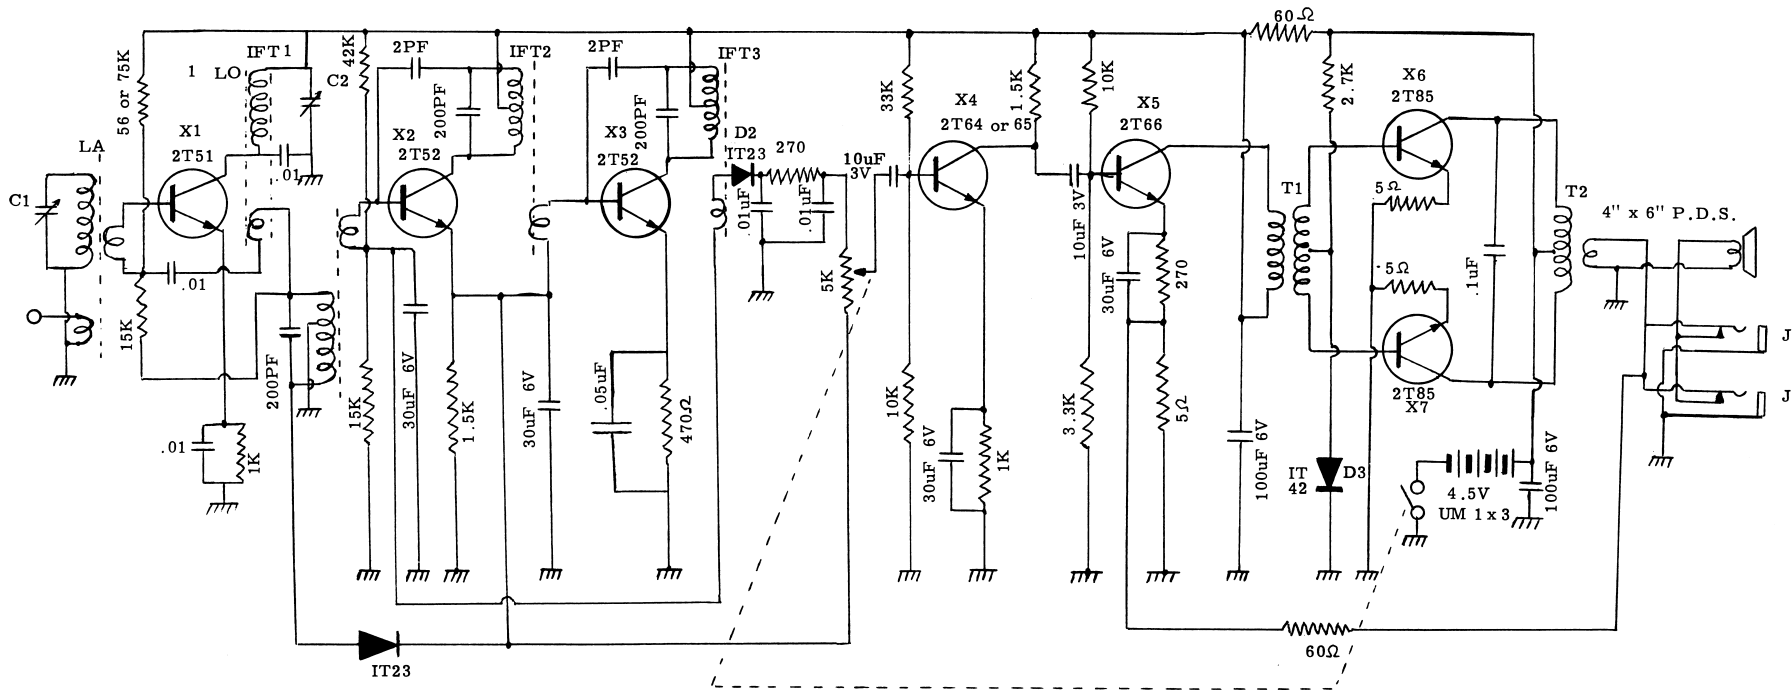 60Ω
2PF
2PF
IFT1
IFT2
IFT3
42K
1
LO
C2
56 or 75K
200PF
200PF
33K
1.5K
10K
2.7K
X6
2T85
X1
2T51
X2
2T52
X3
2T52
D2
IT23
270
10uF
3V
X4
2T64 or 65
X5
2T66
LA
.01
C1
.01uF
.01uF
3V
10uF
5Ω
T1
T2
4" x 6" P.D.S.
.01
5K
30uF 6V
270
5Ω
.1uF
15K
200PF
J
15K
30uF 6V
1.5K
30uF 6V
.05uF
470Ω
10K
3.3K
5Ω
2T85
X7
J
.01
1K
30uF 6V
1K
100uF 6V
IT
42
D3
4.5V
UM 1 x 3
100uF 6V
IT23
60Ω